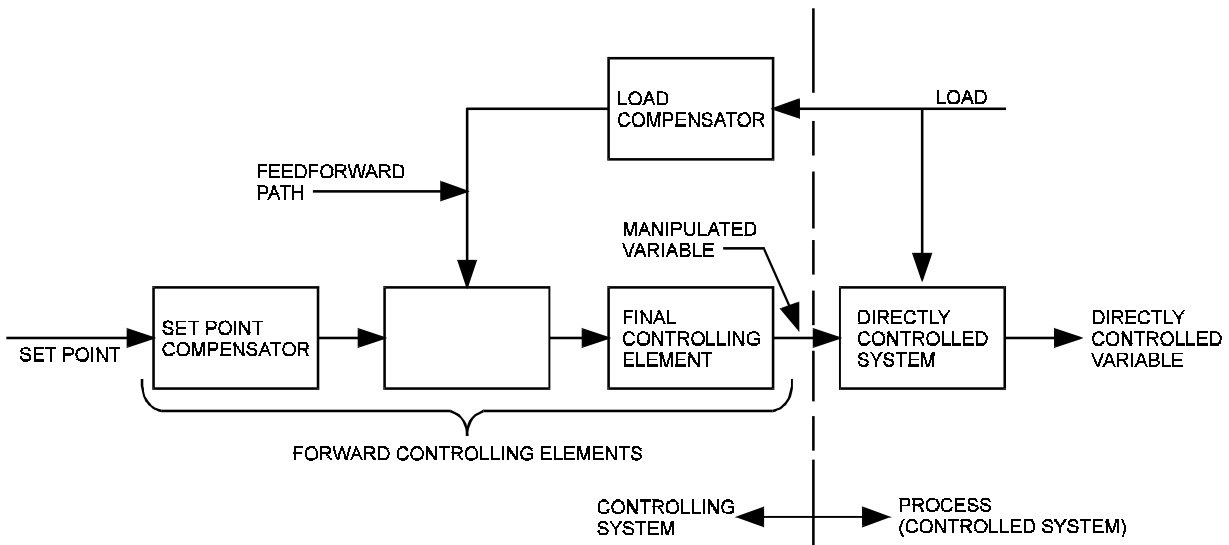 LOAD
COMPENSATOR
LOAD
FEEDFORWARD
PATH
MANIPULATED
VARIABLE
SET POINT
SET POINT
COMPENSATOR
FINAL
CONTROLLING
ELEMENT
DIRECTLY
CONTROLLED
SYSTEM
DIRECTLY
CONTROLLED
VARIABLE
FORWARD CONTROLLING ELEMENTS
CONTROLLING
SYSTEM
PROCESS
(CONTROLLED SYSTEM)